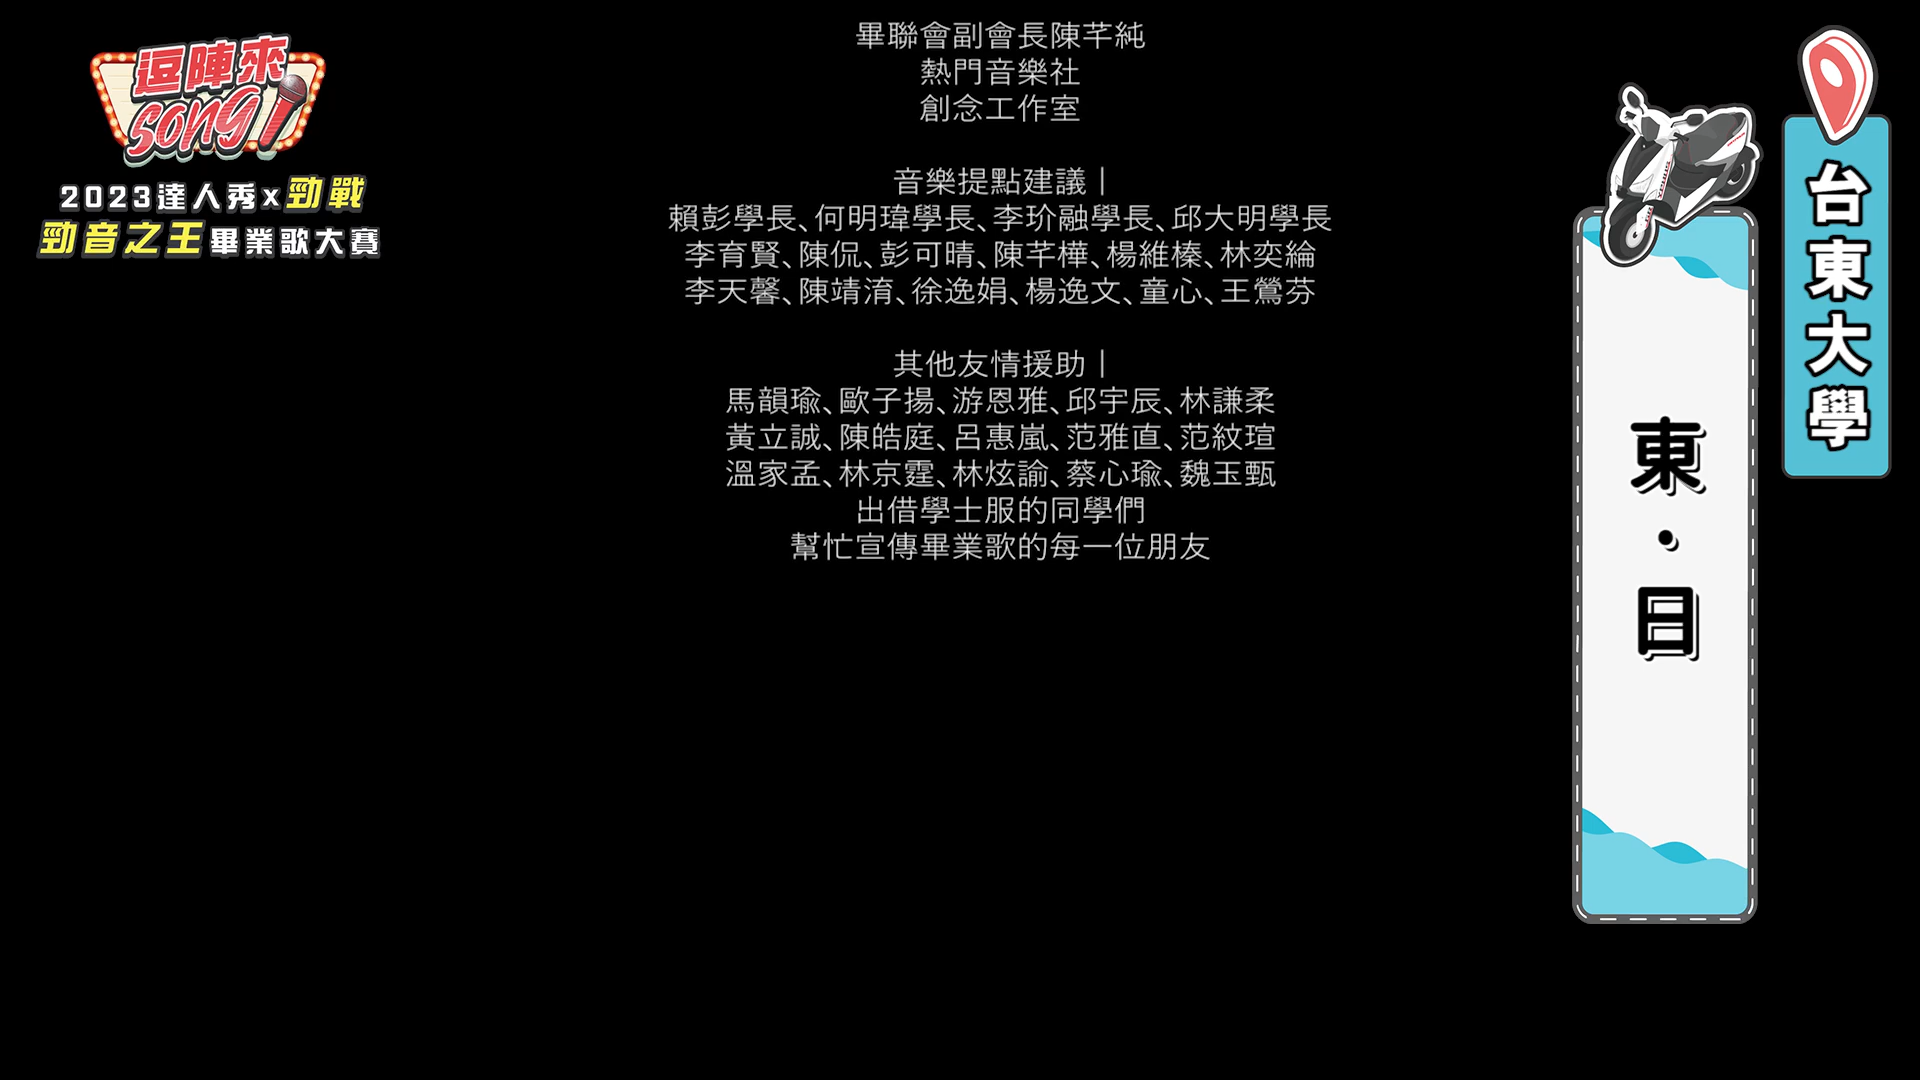 逗陣來
song
2023達人秀x勁戰
勁音之王畢業歌大賽
畢聯會副會長陳芊純
熱門音樂社
創念工作室
音樂提點建議｜
賴彭學長、何明瑋學長、李玠融學長、邱大明學長
李育賢、陳侃、彭可晴、陳芊樺、楊維榛、林奕綸
李天馨、陳靖淯、徐逸娟、楊逸文、童心、王鶯芬
其他友情援助｜
馬韻瑜、歐子揚、游恩雅、邱宇辰、林謙柔
黃立誠、陳皓庭、呂惠嵐、范雅直、范紋瑄
溫家孟、林京霆、林炫諭、蔡心瑜、魏玉甄
出借學士服的同學們
幫忙宣傳畢業歌的每一位朋友
台東大學
東・日